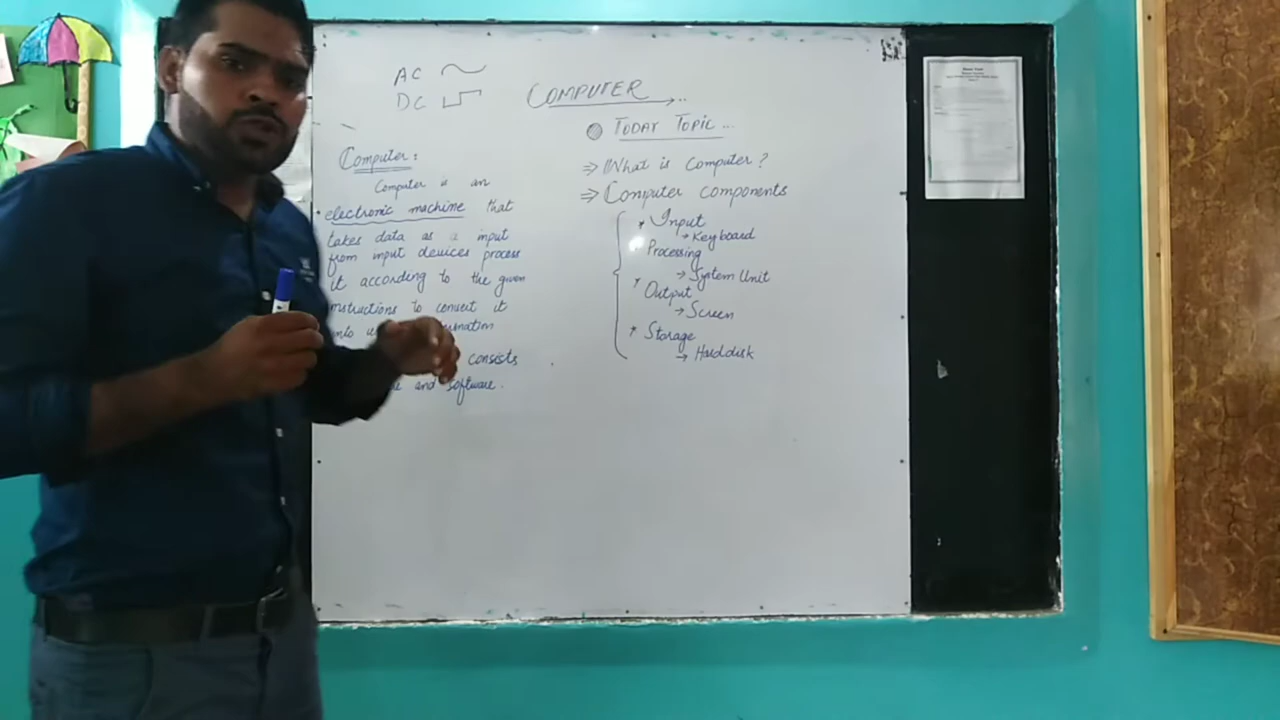 AC
DC
COMPUTER
TODAY TOPIC ...
Computer:
Computer is an
electronic machine that
takes data as a input
from input devices process
it according to the given
nstructions to convert it
consists
and software.
⇒ What is Computer?
⇒ Computer components
* Input
→ Keyboard
* Processing
→ System Unit
* Output
→ Screen
* Storage
→ Harddisk